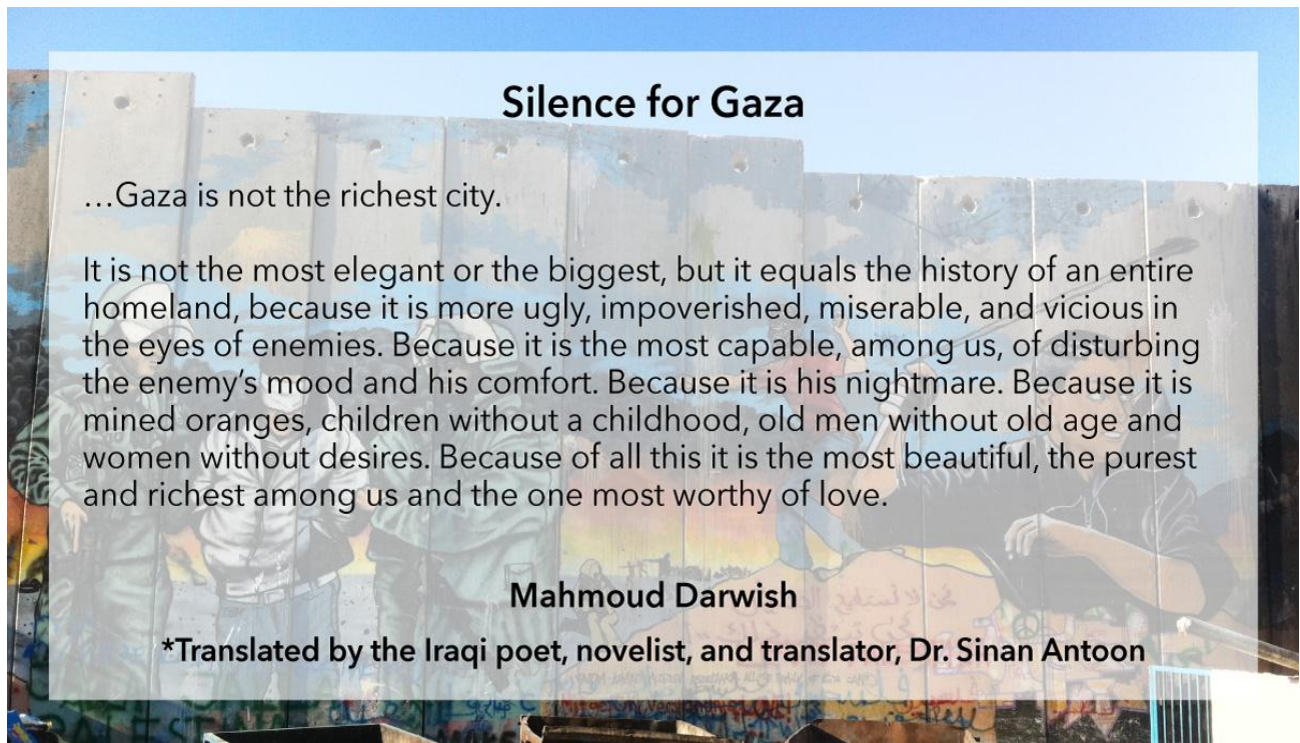 Silence for Gaza
…Gaza is not the richest city.
It is not the most elegant or the biggest, but it equals the history of an entire
homeland, because it is more ugly, impoverished, miserable, and vicious in
the eyes of enemies. Because it is the most capable, among us, of disturbing
the enemy’s mood and his comfort. Because it is his nightmare. Because it is
mined oranges, children without a childhood, old men without old age and
women without desires. Because of all this it is the most beautiful, the purest
and richest among us and the one most worthy of love.
Mahmoud Darwish
*Translated by the Iraqi poet, novelist, and translator, Dr. Sinan Antoon